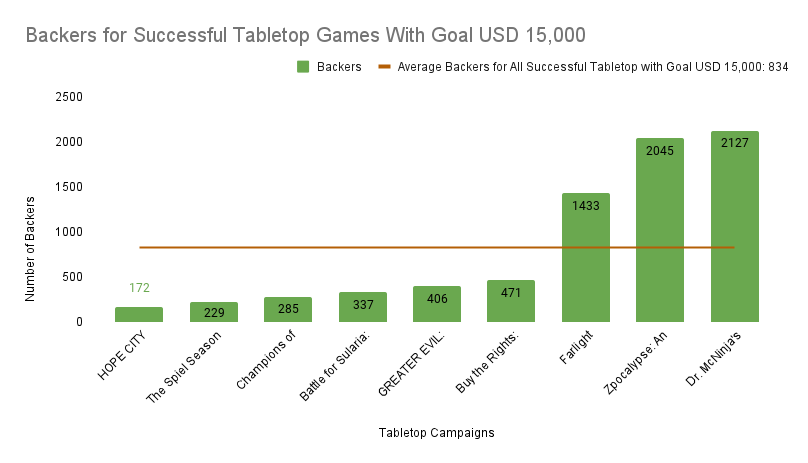 Backers for Successful Tabletop Games With Goal USD 15,000
Backers
Average Backers for All Successful Tabletop with Goal USD 15,000: 834
Number of Backers
2500
2000
1500
1000
500
0
172
229
285
337
406
471
1433
2045
2127
HOPE CITY
The Spiel Season
Champions of
Battle for Sularia:
GREATER EVIL:
Buy the Rights:
Farlight
Zpocalypse: An
Dr. McNinja's
Tabletop Campaigns